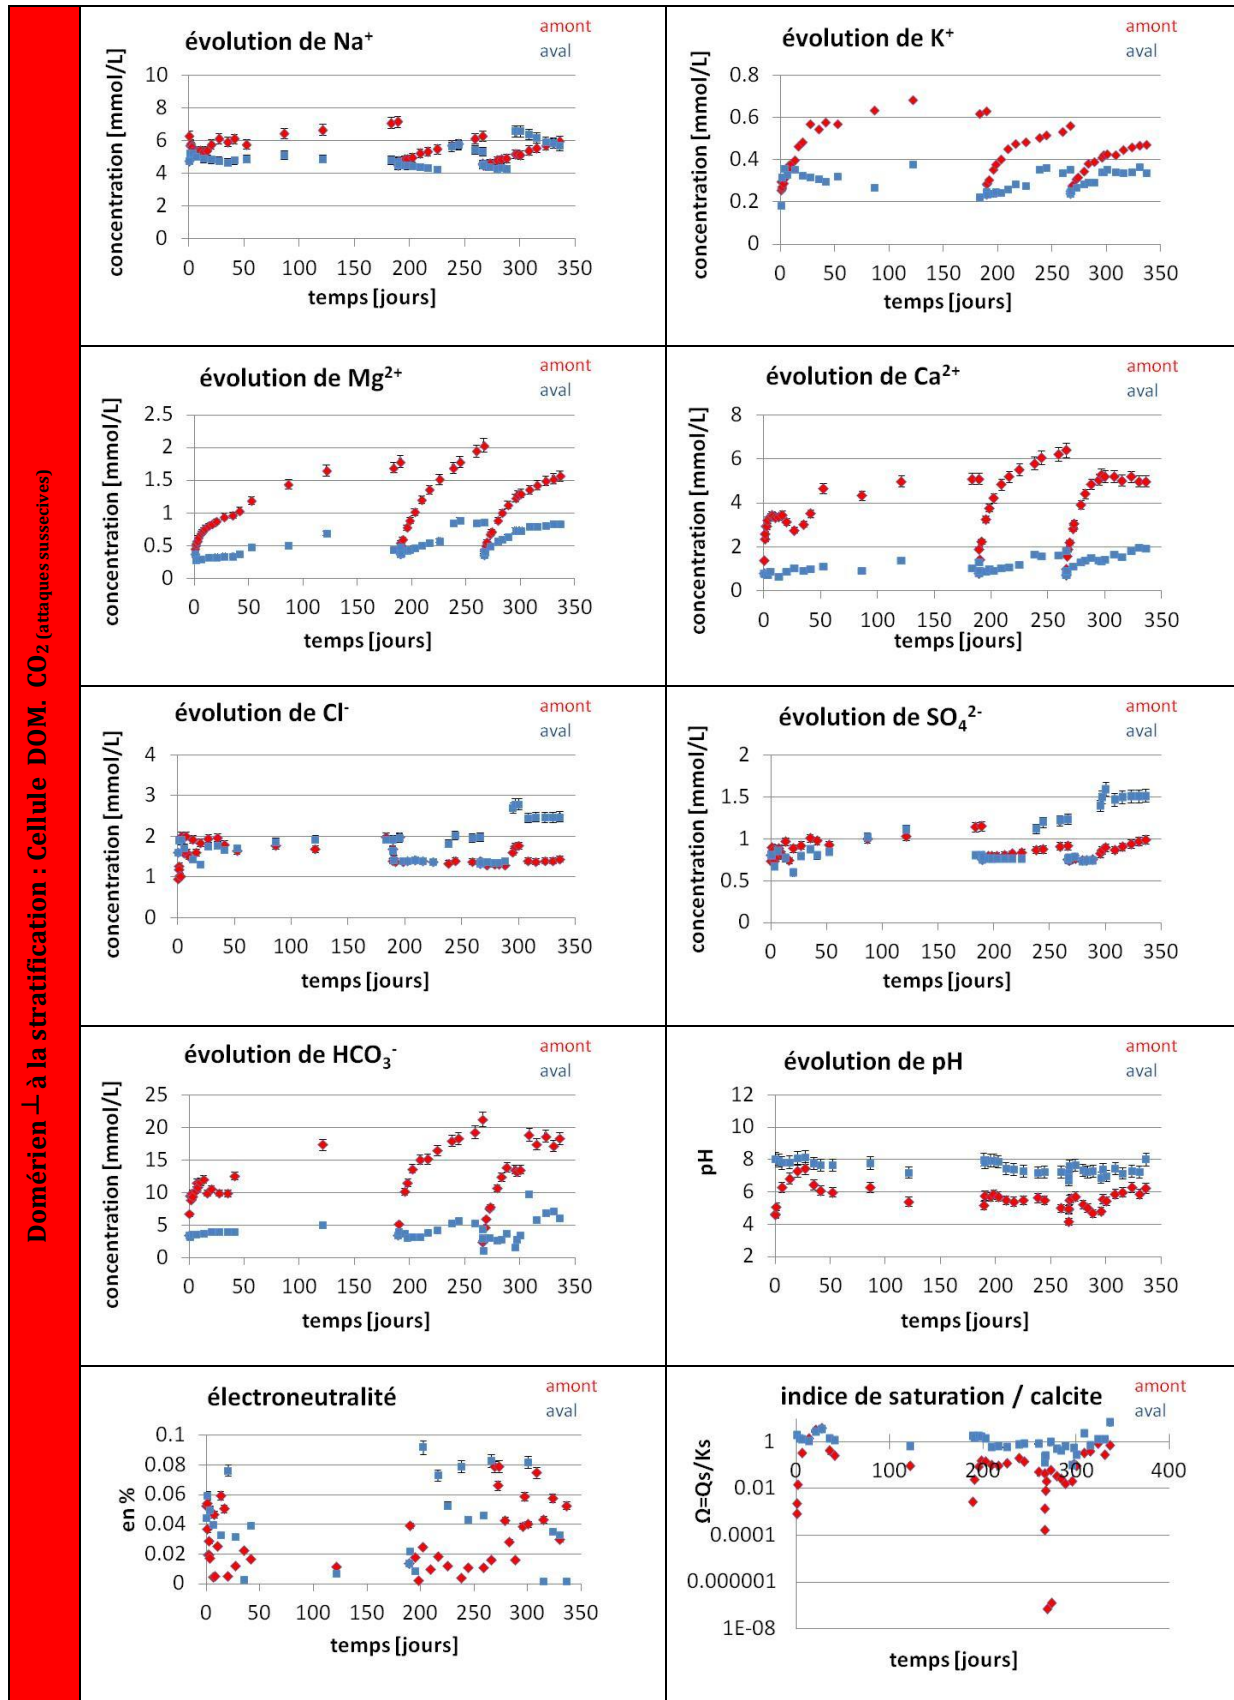 Domérien ┴ à la stratification : Cellule DOM. CO2 (attaques sussecives)
évolution de Na+
amont
aval
concentration [mmol/L]
10
8
6
4
2
0
0 50 100 150 200 250 300 350
temps [jours]
évolution de K+
amont
aval
concentration [mmol/L]
0.8
0.6
0.4
0.2
0
0 50 100 150 200 250 300 350
temps [jours]
évolution de Mg2+
amont
aval
concentration [mmol/L]
2.5
2
1.5
1
0.5
0
0 50 100 150 200 250 300 350
temps [jours]
évolution de Ca2+
amont
aval
concentration [mmol/L]
8
6
4
2
0
0 50 100 150 200 250 300 350
temps [jours]
évolution de Cl-
amont
aval
concentration [mmol/L]
4
3
2
1
0
0 50 100 150 200 250 300 350
temps [jours]
évolution de SO42-
amont
aval
concentration [mmol/L]
2
1.5
1
0.5
0
0 50 100 150 200 250 300 350
temps [jours]
évolution de HCO3-
amont
aval
concentration [mmol/L]
25
20
15
10
5
0
0 50 100 150 200 250 300 350
temps [jours]
évolution de pH
amont
aval
pH
12
10
8
6
4
2
0 50 100 150 200 250 300 350
temps [jours]
électroneutralité
amont
aval
en %
0.1
0.08
0.06
0.04
0.02
0
0 50 100 150 200 250 300 350
temps [jours]
indice de saturation / calcite
amont
aval
Ω=Qs/Ks
1
0.01
0.0001
0.000001
1E-08
0 100 200 300 400
temps [jours]